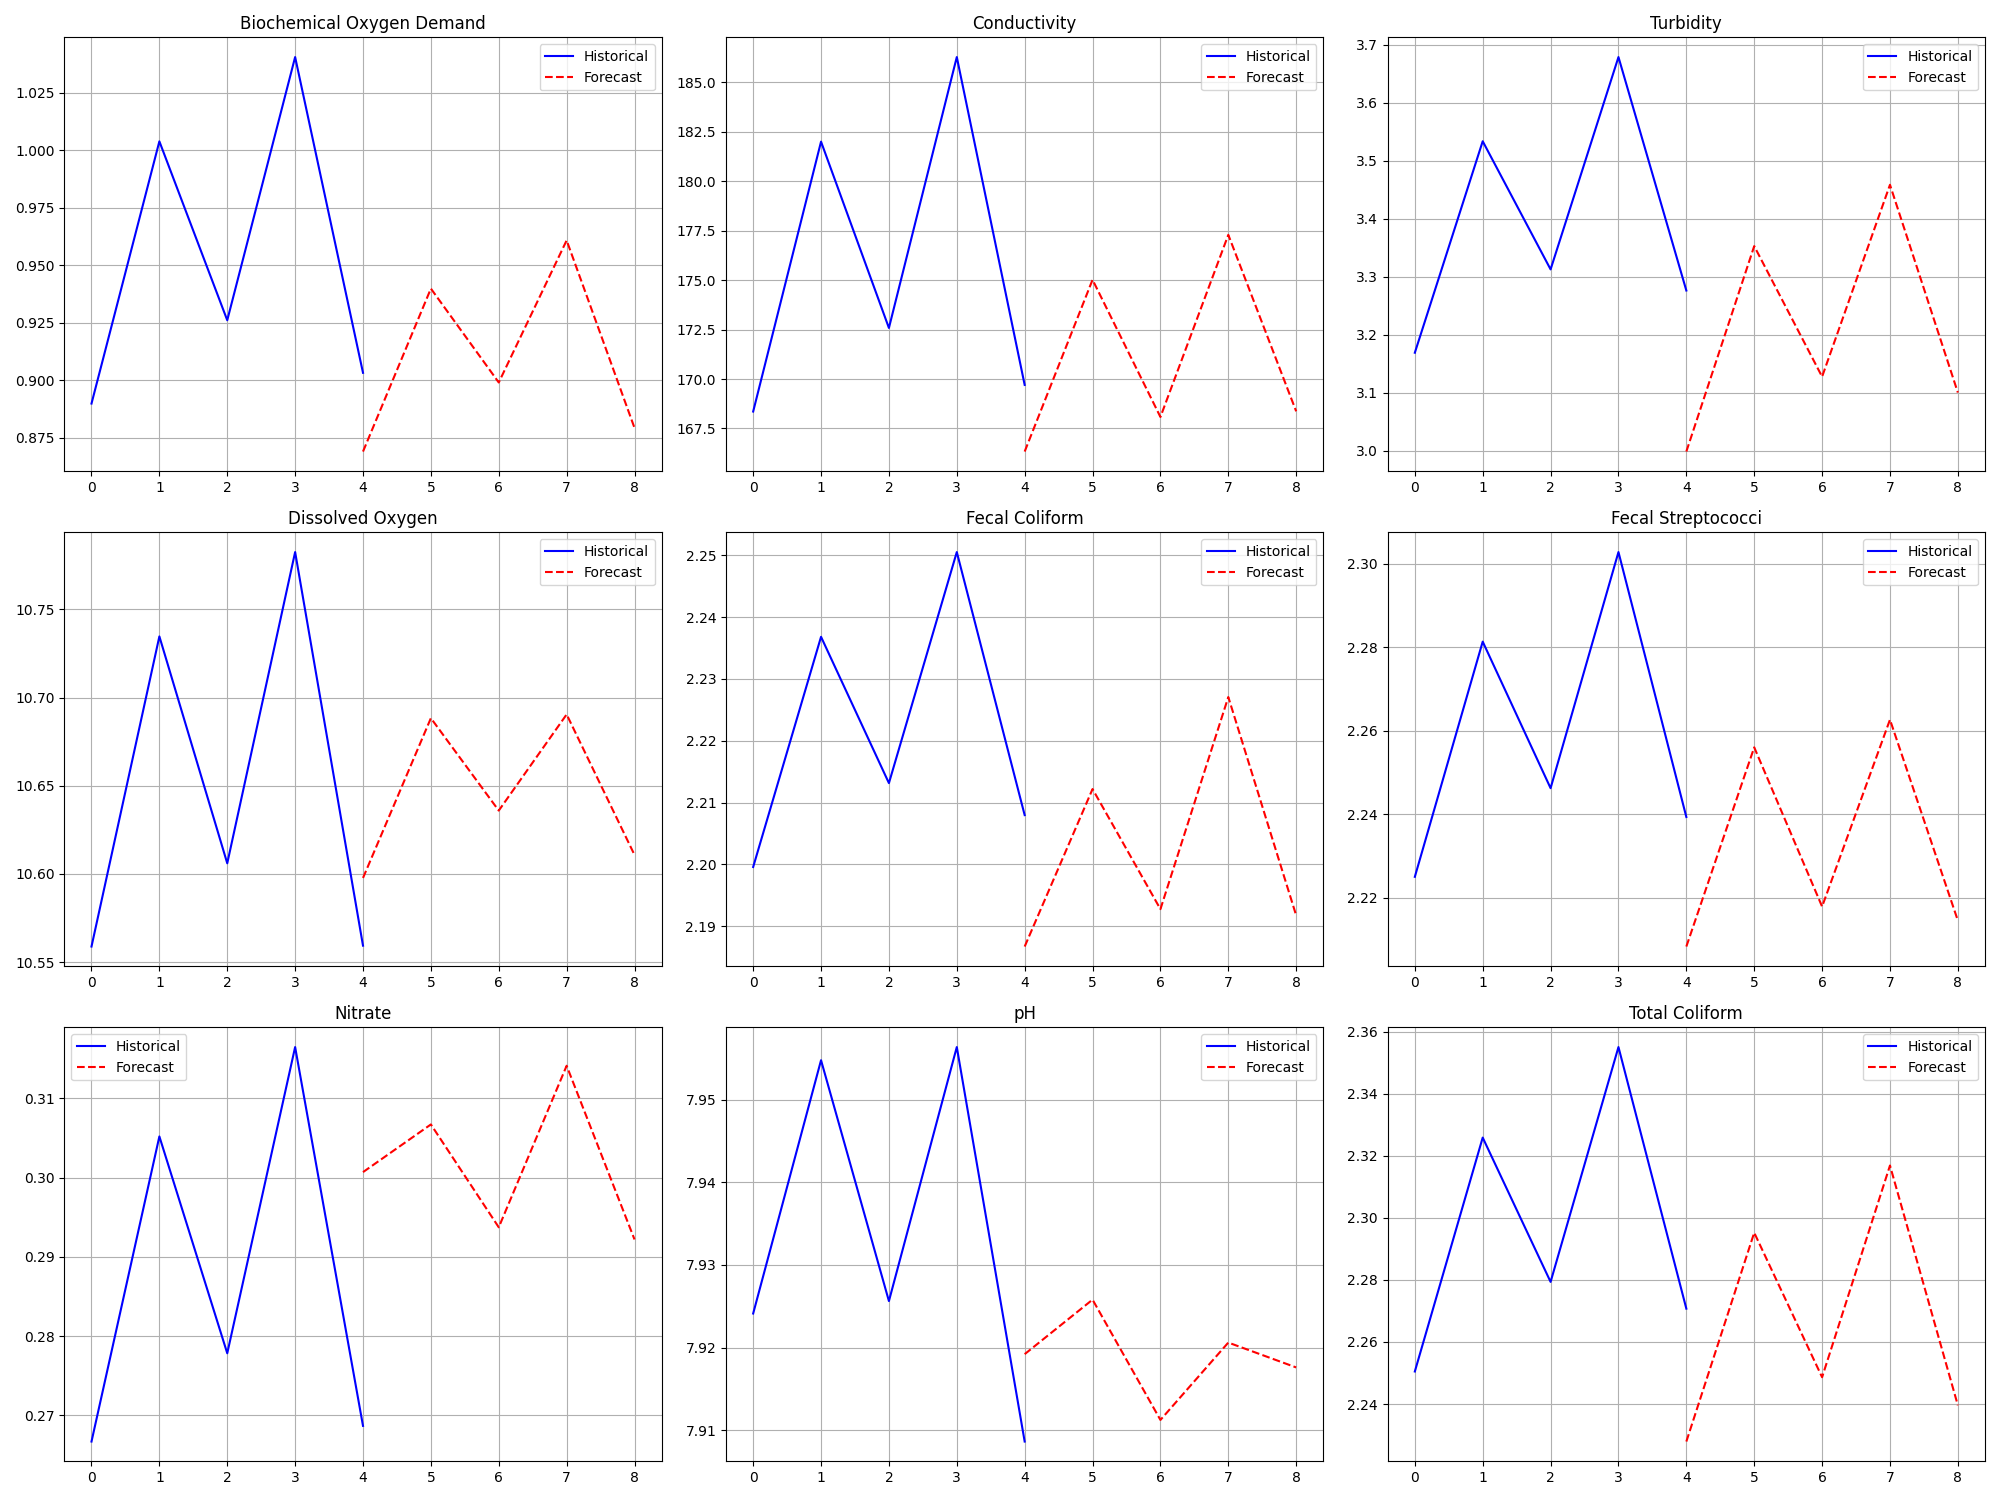 Biochemical Oxygen Demand
Historical
Forecast
1.025
1.000
0.975
0.950
0.925
0.900
0.875
0 1 2 3 4 5 6 7 8
Conductivity
Historical
Forecast
185.0
182.5
180.0
177.5
175.0
172.5
170.0
167.5
0 1 2 3 4 5 6 7 8
Turbidity
Historical
Forecast
3.7
3.6
3.5
3.4
3.3
3.2
3.1
3.0
0 1 2 3 4 5 6 7 8
Dissolved Oxygen
Historical
Forecast
10.75
10.70
10.65
10.60
10.55
0 1 2 3 4 5 6 7 8
Fecal Coliform
Historical
Forecast
2.25
2.24
2.23
2.22
2.21
2.20
2.19
0 1 2 3 4 5 6 7 8
Fecal Streptococci
Historical
Forecast
2.30
2.28
2.26
2.24
2.22
0 1 2 3 4 5 6 7 8
Nitrate
Historical
Forecast
0.31
0.30
0.29
0.28
0.27
0 1 2 3 4 5 6 7 8
pH
Historical
Forecast
7.95
7.94
7.93
7.92
7.91
0 1 2 3 4 5 6 7 8
Total Coliform
Historical
Forecast
2.36
2.34
2.32
2.30
2.28
2.26
2.24
0 1 2 3 4 5 6 7 8